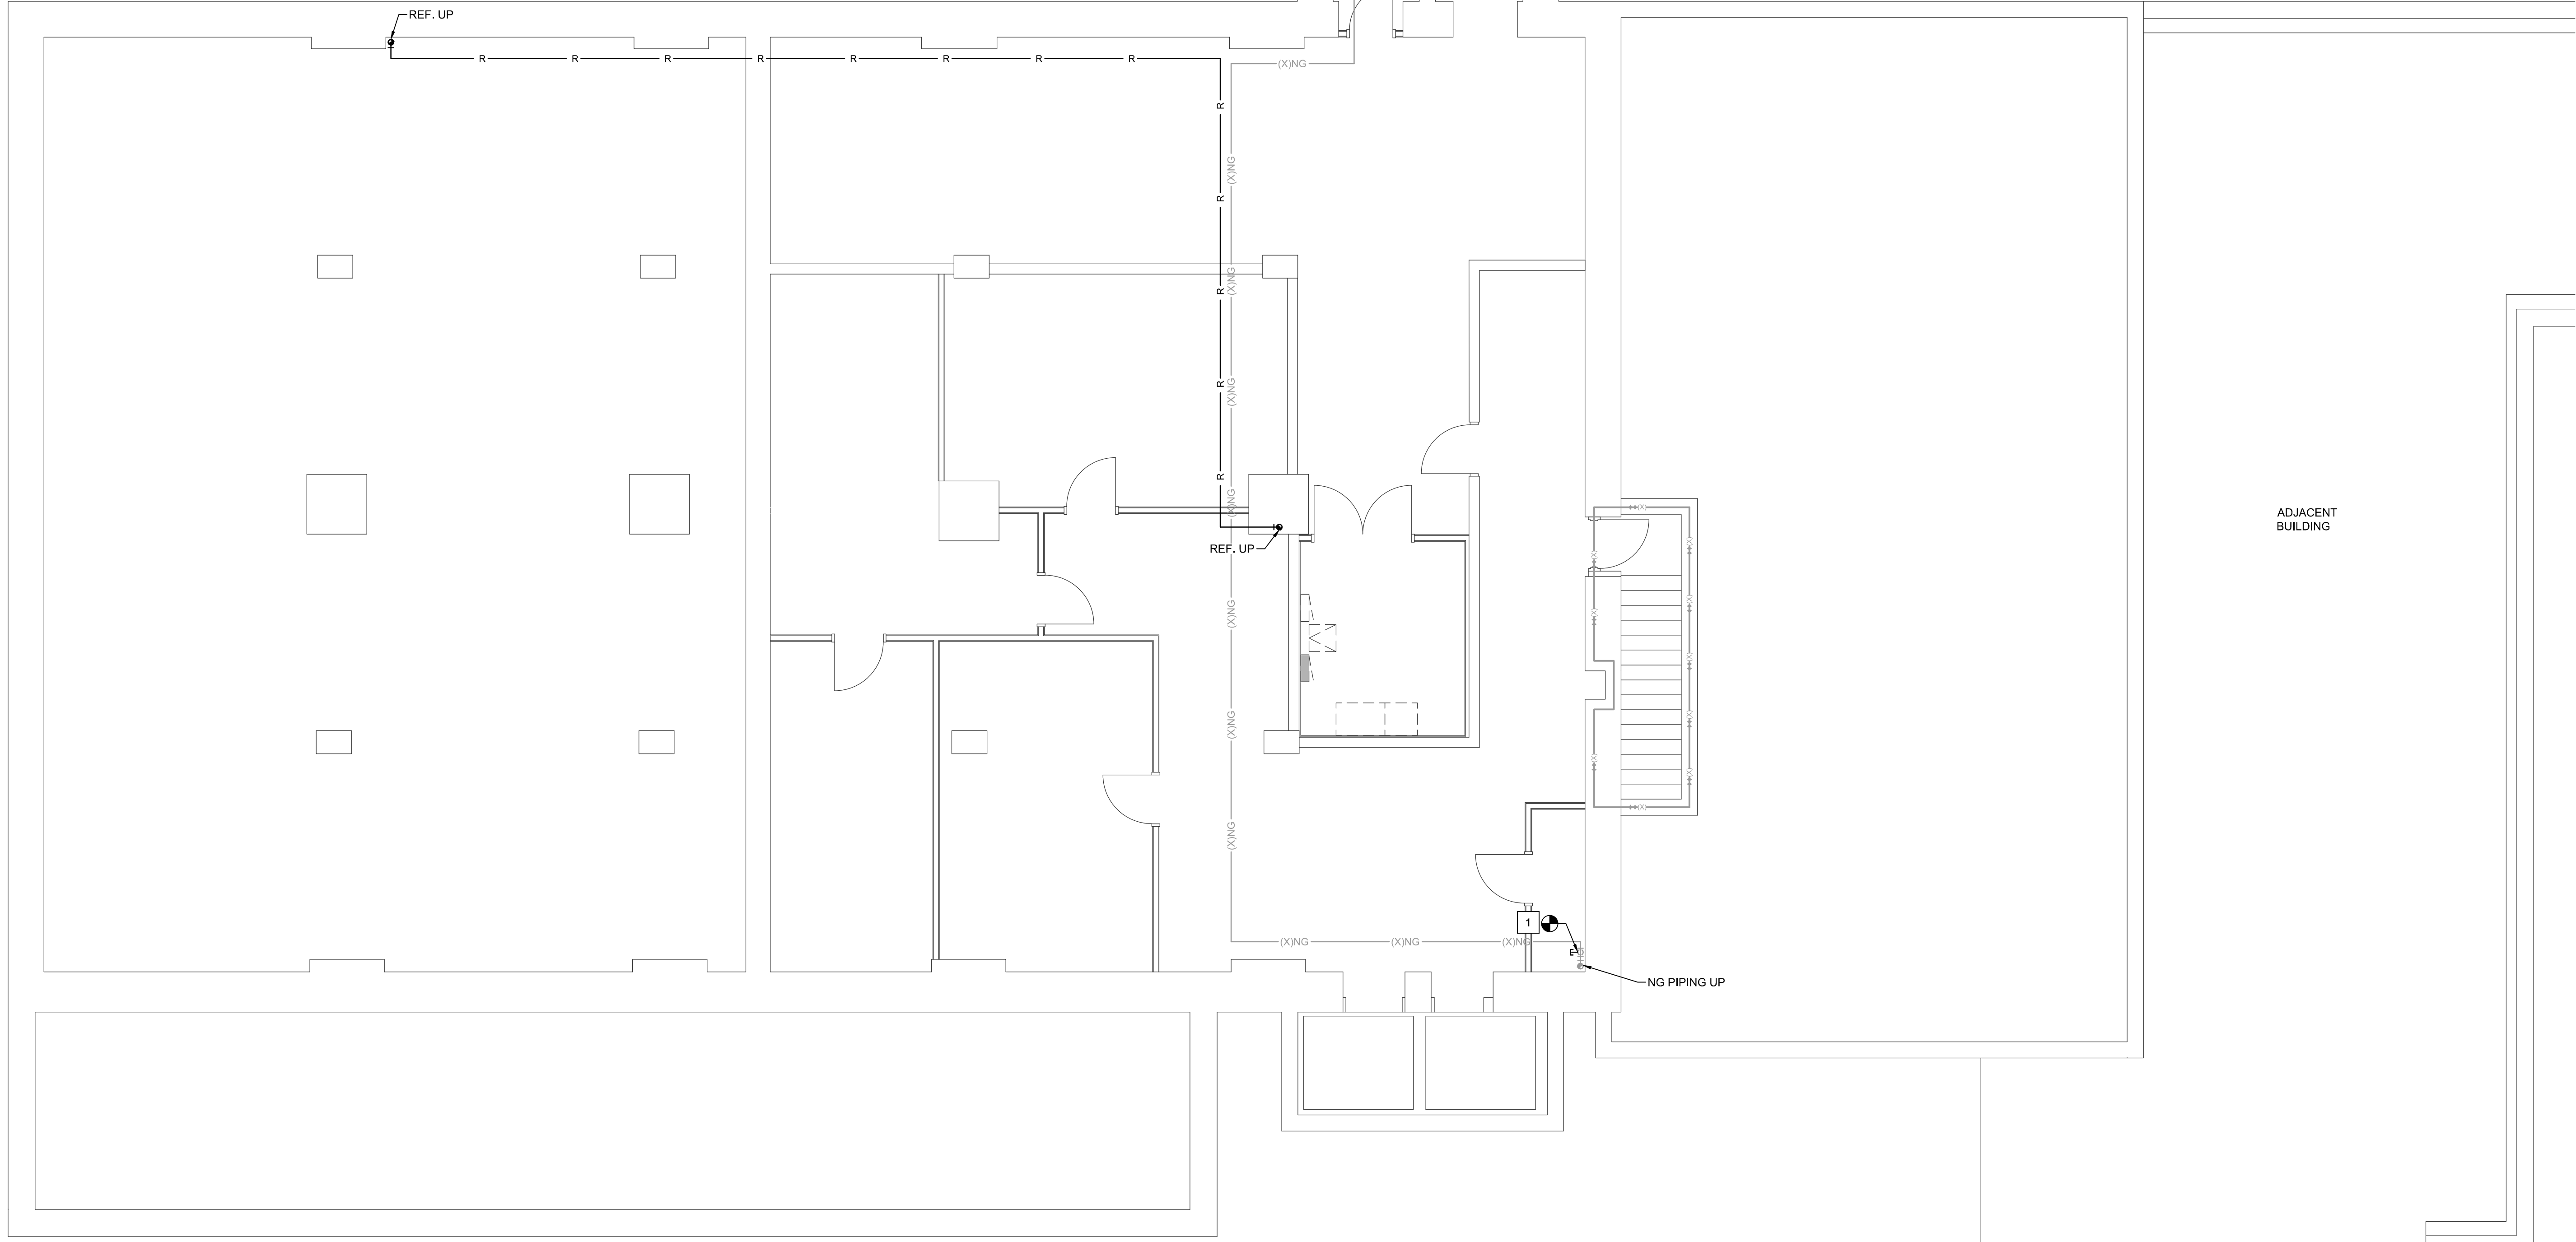 REF. UP
R R R R R R R R
(X)NG
R
(X)NG
R
(X)NG
R
(X)NG
R
R
(X)NG
REF. UP
(X)NG
(X)NG
(X)NG
(X)NG (X)NG (X)NG
1
NG PIPING UP
ADJACENT
BUILDING
(X)
(X)
(X)
(X)
(X)
(X)
(X)
(X)
(X)
(X)